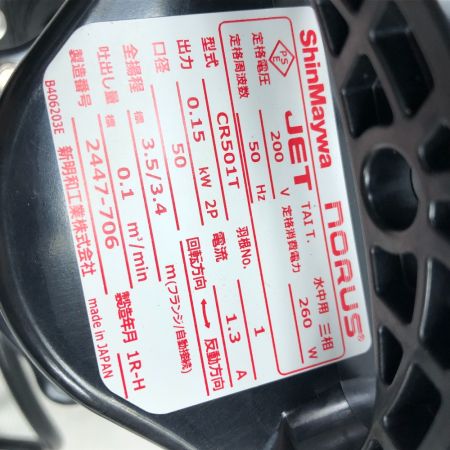 ShinMaywa NORUS®
JET TAI T. 水中用 三相
PS E
定格電圧 200 V 定格消費電力 260 W
定格周波数 50 Hz
型式 CR501T 羽根No. 1
出力 0.15 kW 2P 電流 1.3 A
口径 50 回転方向 反動方向
全揚程 標 3.5/3.4 m(フランジ/自動接続)
吐出し量 標 0.1 m³/min
製造番号 2447-706 製造年月 1R-H
新明和工業株式会社 made in JAPAN
B406203E